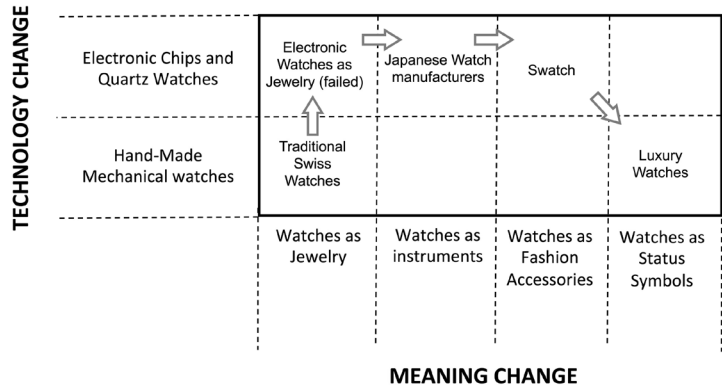 TECHNOLOGY CHANGE
Electronic Chips and
Quartz Watches
Electronic
Watches as
Jewelry (failed)
Japanese Watch
manufacturers
Swatch
Hand-Made
Mechanical watches
Traditional
Swiss
Watches
Luxury
Watches
Watches as
Jewelry
Watches as
instruments
Watches as
Fashion
Accessories
Watches as
Status
Symbols
MEANING CHANGE